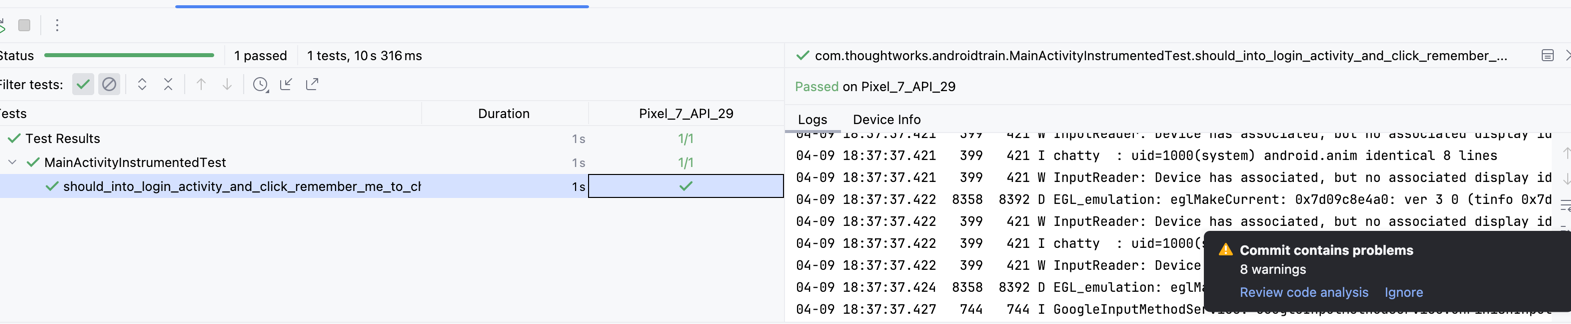 Status 1 passed 1 tests, 10 s 316 ms
com.thoughtworks.androidtrain.MainActivityInstrumentedTest.should_into_login_activity_and_click_remember_...
Filter tests:
Passed on Pixel_7_API_29
Tests Duration Pixel_7_API_29
Logs Device Info
Test Results 1 s 1/1
MainActivityInstrumentedTest 1 s 1/1
should_into_login_activity_and_click_remember_me_to_ch 1 s
04-09 18:37:37.421 399 421 W InputReader: Device has associated, but no associated display id
04-09 18:37:37.421 399 421 I chatty : uid=1000(system) android.anim identical 8 lines
04-09 18:37:37.421 399 421 W InputReader: Device has associated, but no associated display id
04-09 18:37:37.422 8358 8392 D EGL_emulation: eglMakeCurrent: 0x7d09c8e4a0: ver 3 0 (tinfo 0x7d
04-09 18:37:37.422 399 421 W InputReader: Device has associated, but no associated display id
04-09 18:37:37.422 399 421 I chatty : uid=1000(
04-09 18:37:37.422 399 421 W InputReader: Device
04-09 18:37:37.424 8358 8392 D EGL_emulation:
04-09 18:37:37.427 744 744 I
Commit contains problems
8 warnings
Review code analysis Ignore